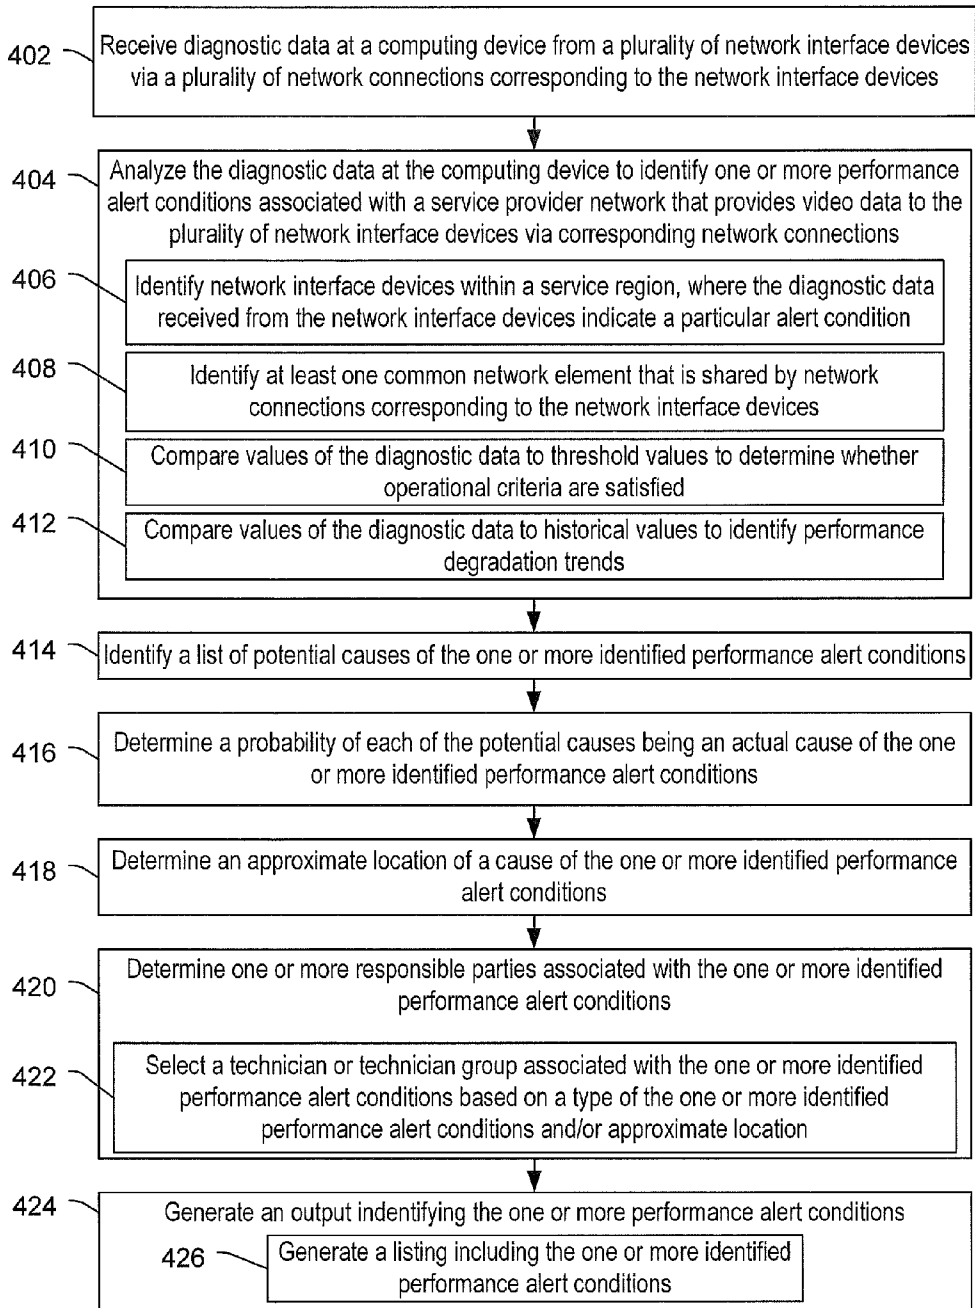 402
Receive diagnostic data at a computing device from a plurality of network interface devices
via a plurality of network connections corresponding to the network interface devices
404
Analyze the diagnostic data at the computing device to identify one or more performance
alert conditions associated with a service provider network that provides video data to the
plurality of network interface devices via corresponding network connections
406
Identify network interface devices within a service region, where the diagnostic data
received from the network interface devices indicate a particular alert condition
408
Identify at least one common network element that is shared by network
connections corresponding to the network interface devices
410
Compare values of the diagnostic data to threshold values to determine whether
operational criteria are satisfied
412
Compare values of the diagnostic data to historical values to identify performance
degradation trends
414
Identify a list of potential causes of the one or more identified performance alert conditions
416
Determine a probability of each of the potential causes being an actual cause of the one
or more identified performance alert conditions
418
Determine an approximate location of a cause of the one or more identified performance
alert conditions
420
Determine one or more responsible parties associated with the one or more identified
performance alert conditions
422
Select a technician or technician group associated with the one or more identified
performance alert conditions based on a type of the one or more identified
performance alert conditions and/or approximate location
424
Generate an output indentifying the one or more performance alert conditions
426
Generate a listing including the one or more identified
performance alert conditions